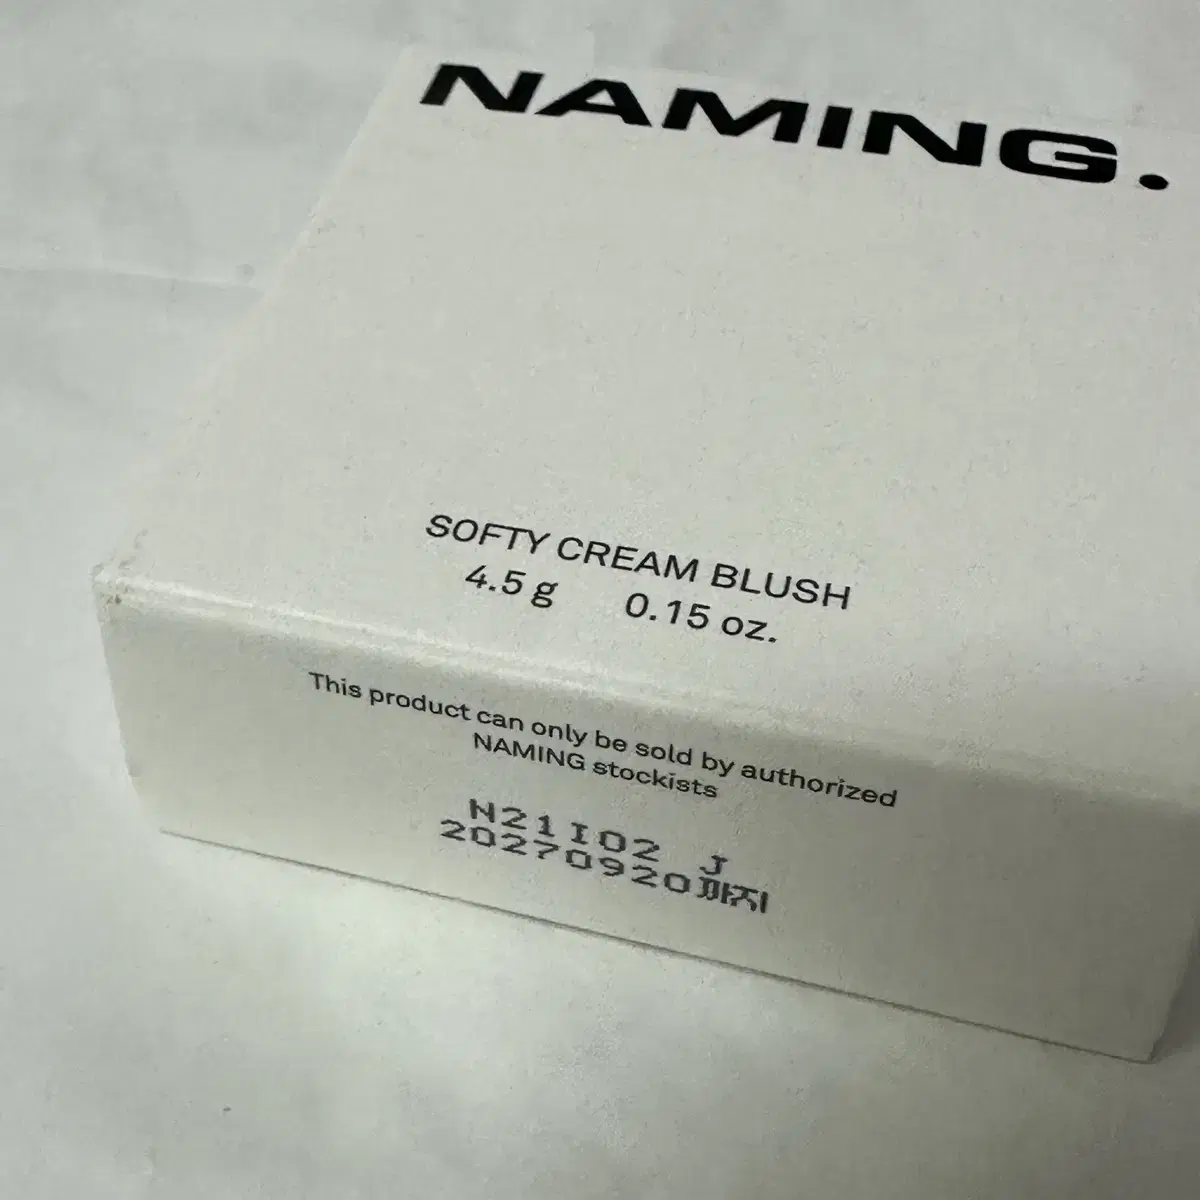 NAMING.
SOFTY CREAM BLUSH
4.5 g 0.15 oz.
This product can only be sold by authorized
NAMING stockists
N21I02 J
20270920까지